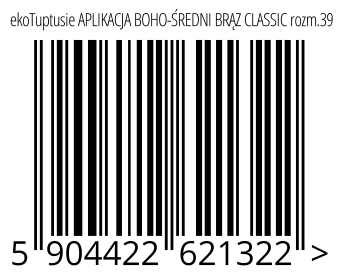 ekoTuptusie APLIKACJA BOHO-ŚREDNI BRĄZ CLASSIC rozm.39
5 904422 621322 >